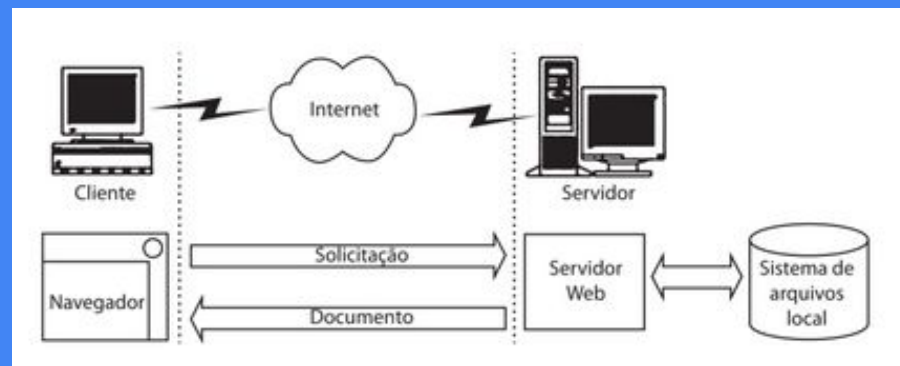 Internet
Cliente
Servidor
Solicitação
Navegador
Documento
Servidor
Web
Sistema de
arquivos
local